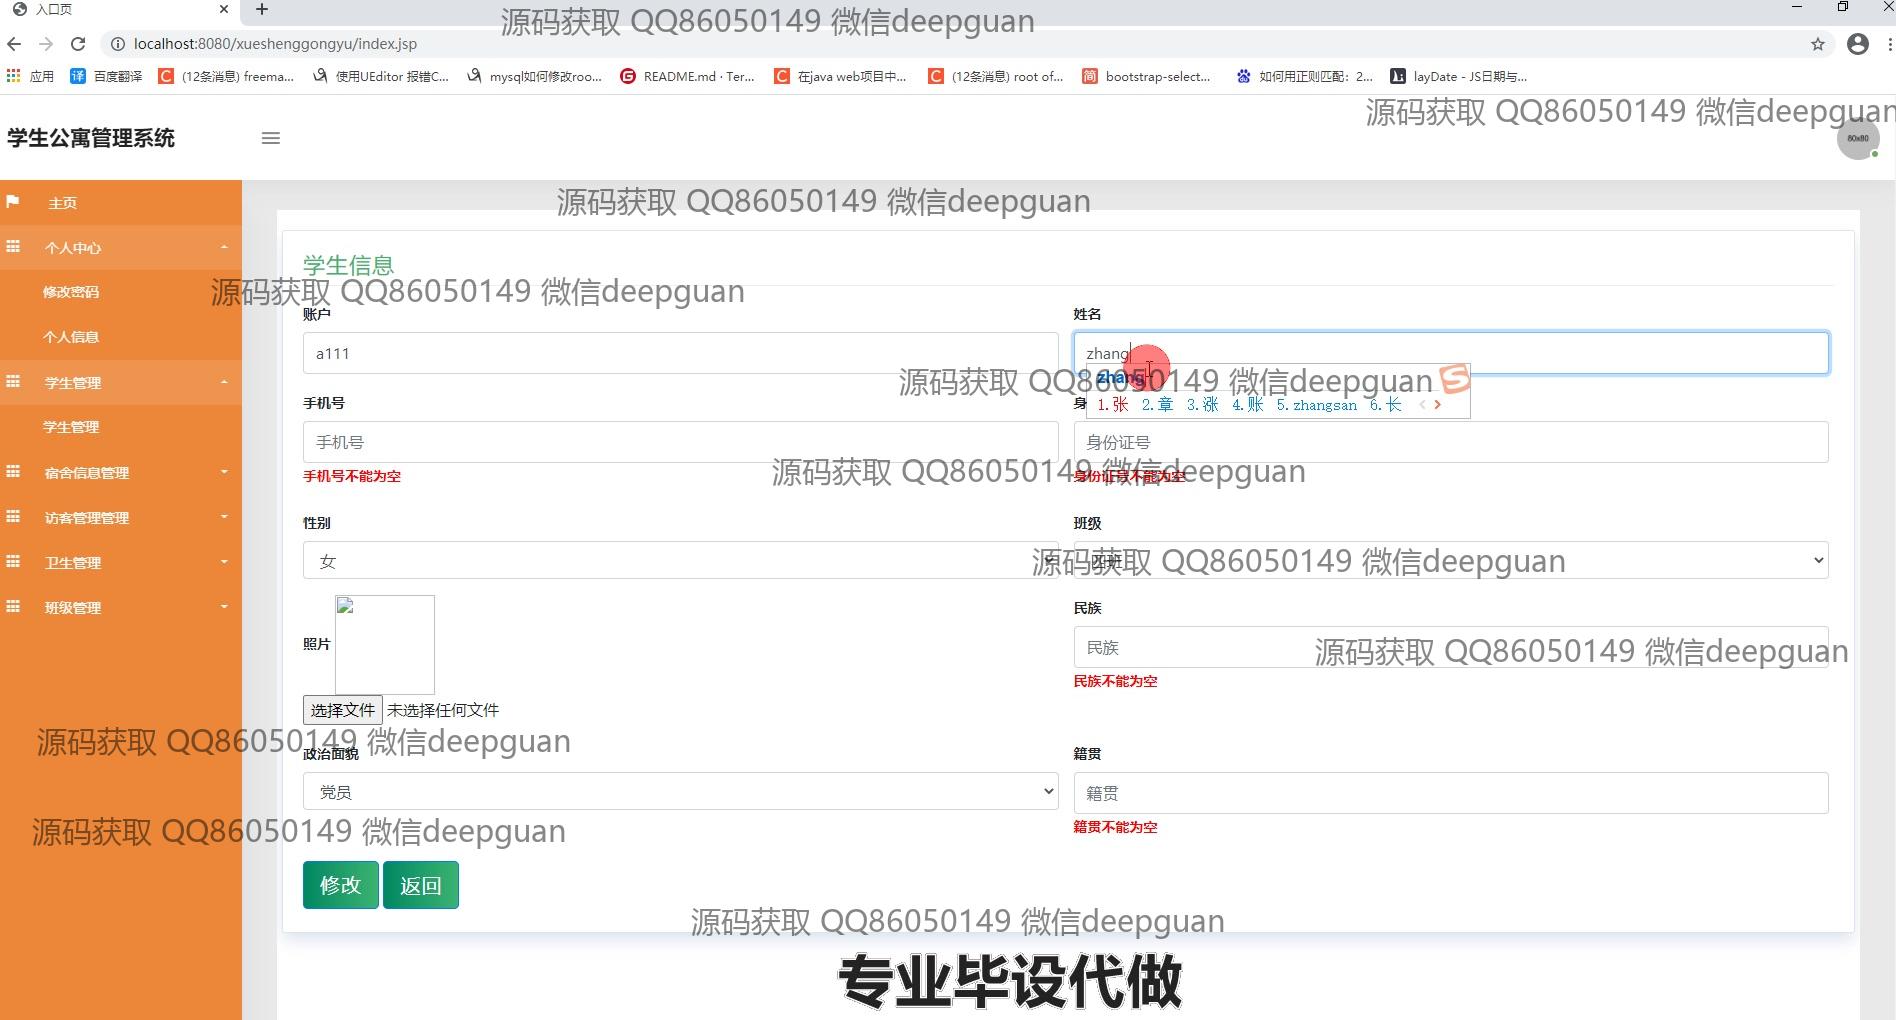 入口页
localhost:8080/xueshenggongyu/index.jsp
应用 百度翻译 (12条消息) freema... 使用UEditor 报错C... mysql如何修改roo... README.md · Ter... 在java web项目中... (12条消息) root of... bootstrap-select... 如何用正则匹配：2... layDate - JS日期与...
源码获取 QQ86050149 微信deepguan
源码获取 QQ86050149 微信deepguan
学生公寓管理系统
80x80
主页
源码获取 QQ86050149 微信deepguan
个人中心
修改密码
个人信息
学生管理
学生管理
宿舍信息管理
访客管理管理
卫生管理
班级管理
学生信息
源码获取 QQ86050149 微信deepguan
账户
姓名
a111
zhang
zhang
源码获取 QQ86050149 微信deepguan
1.张 2.章 3.涨 4.账 5.zhangsan 6.长
手机号
身
手机号
身份证号
手机号不能为空
身份证号不能为空
源码获取 QQ86050149 微信deepguan
性别
班级
女
四班
源码获取 QQ86050149 微信deepguan
照片
民族
民族
源码获取 QQ86050149 微信deepguan
民族不能为空
选择文件 未选择任何文件
源码获取 QQ86050149 微信deepguan
政治面貌
籍贯
党员
籍贯
籍贯不能为空
源码获取 QQ86050149 微信deepguan
修改 返回
源码获取 QQ86050149 微信deepguan
专业毕设代做